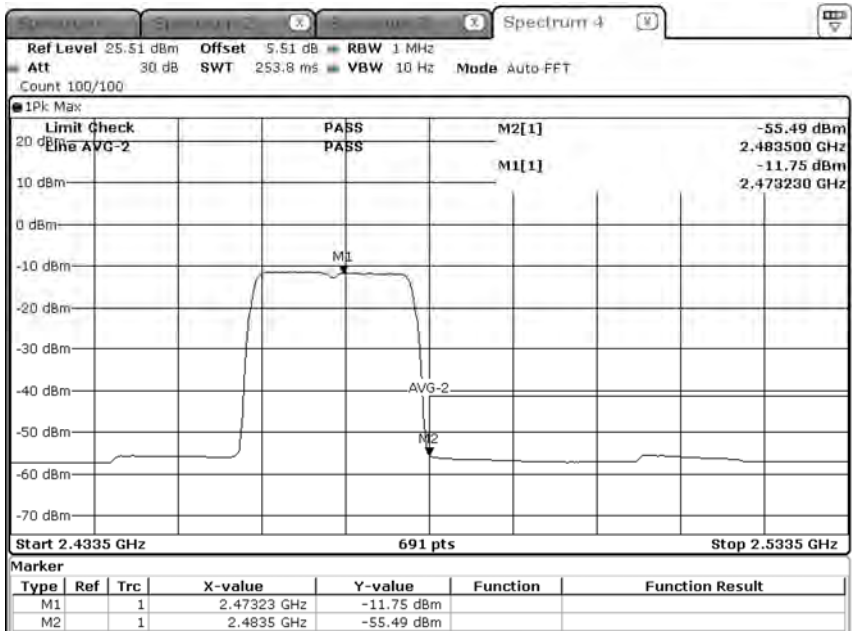 Spectrum 4
Ref Level 25.51 dBm Offset 5.51 dB RBW 1 MHz
Att 30 dB SWT 253.8 ms VBW 10 Hz Mode Auto FFT
Count 100/100
1Pk Max
Limit Check PASS
20 dBm
Line AVG-2 PASS
M2[1] -55.49 dBm
2.483500 GHz
M1[1] -11.75 dBm
2.473230 GHz
10 dBm
0 dBm
M1
-10 dBm
-20 dBm
-30 dBm
AVG-2
-40 dBm
M2
-50 dBm
-60 dBm
-70 dBm
Start 2.4335 GHz 691 pts Stop 2.5335 GHz
Marker
Type Ref Trc X-value Y-value Function Function Result
M1 1 2.47323 GHz -11.75 dBm
M2 1 2.4835 GHz -55.49 dBm